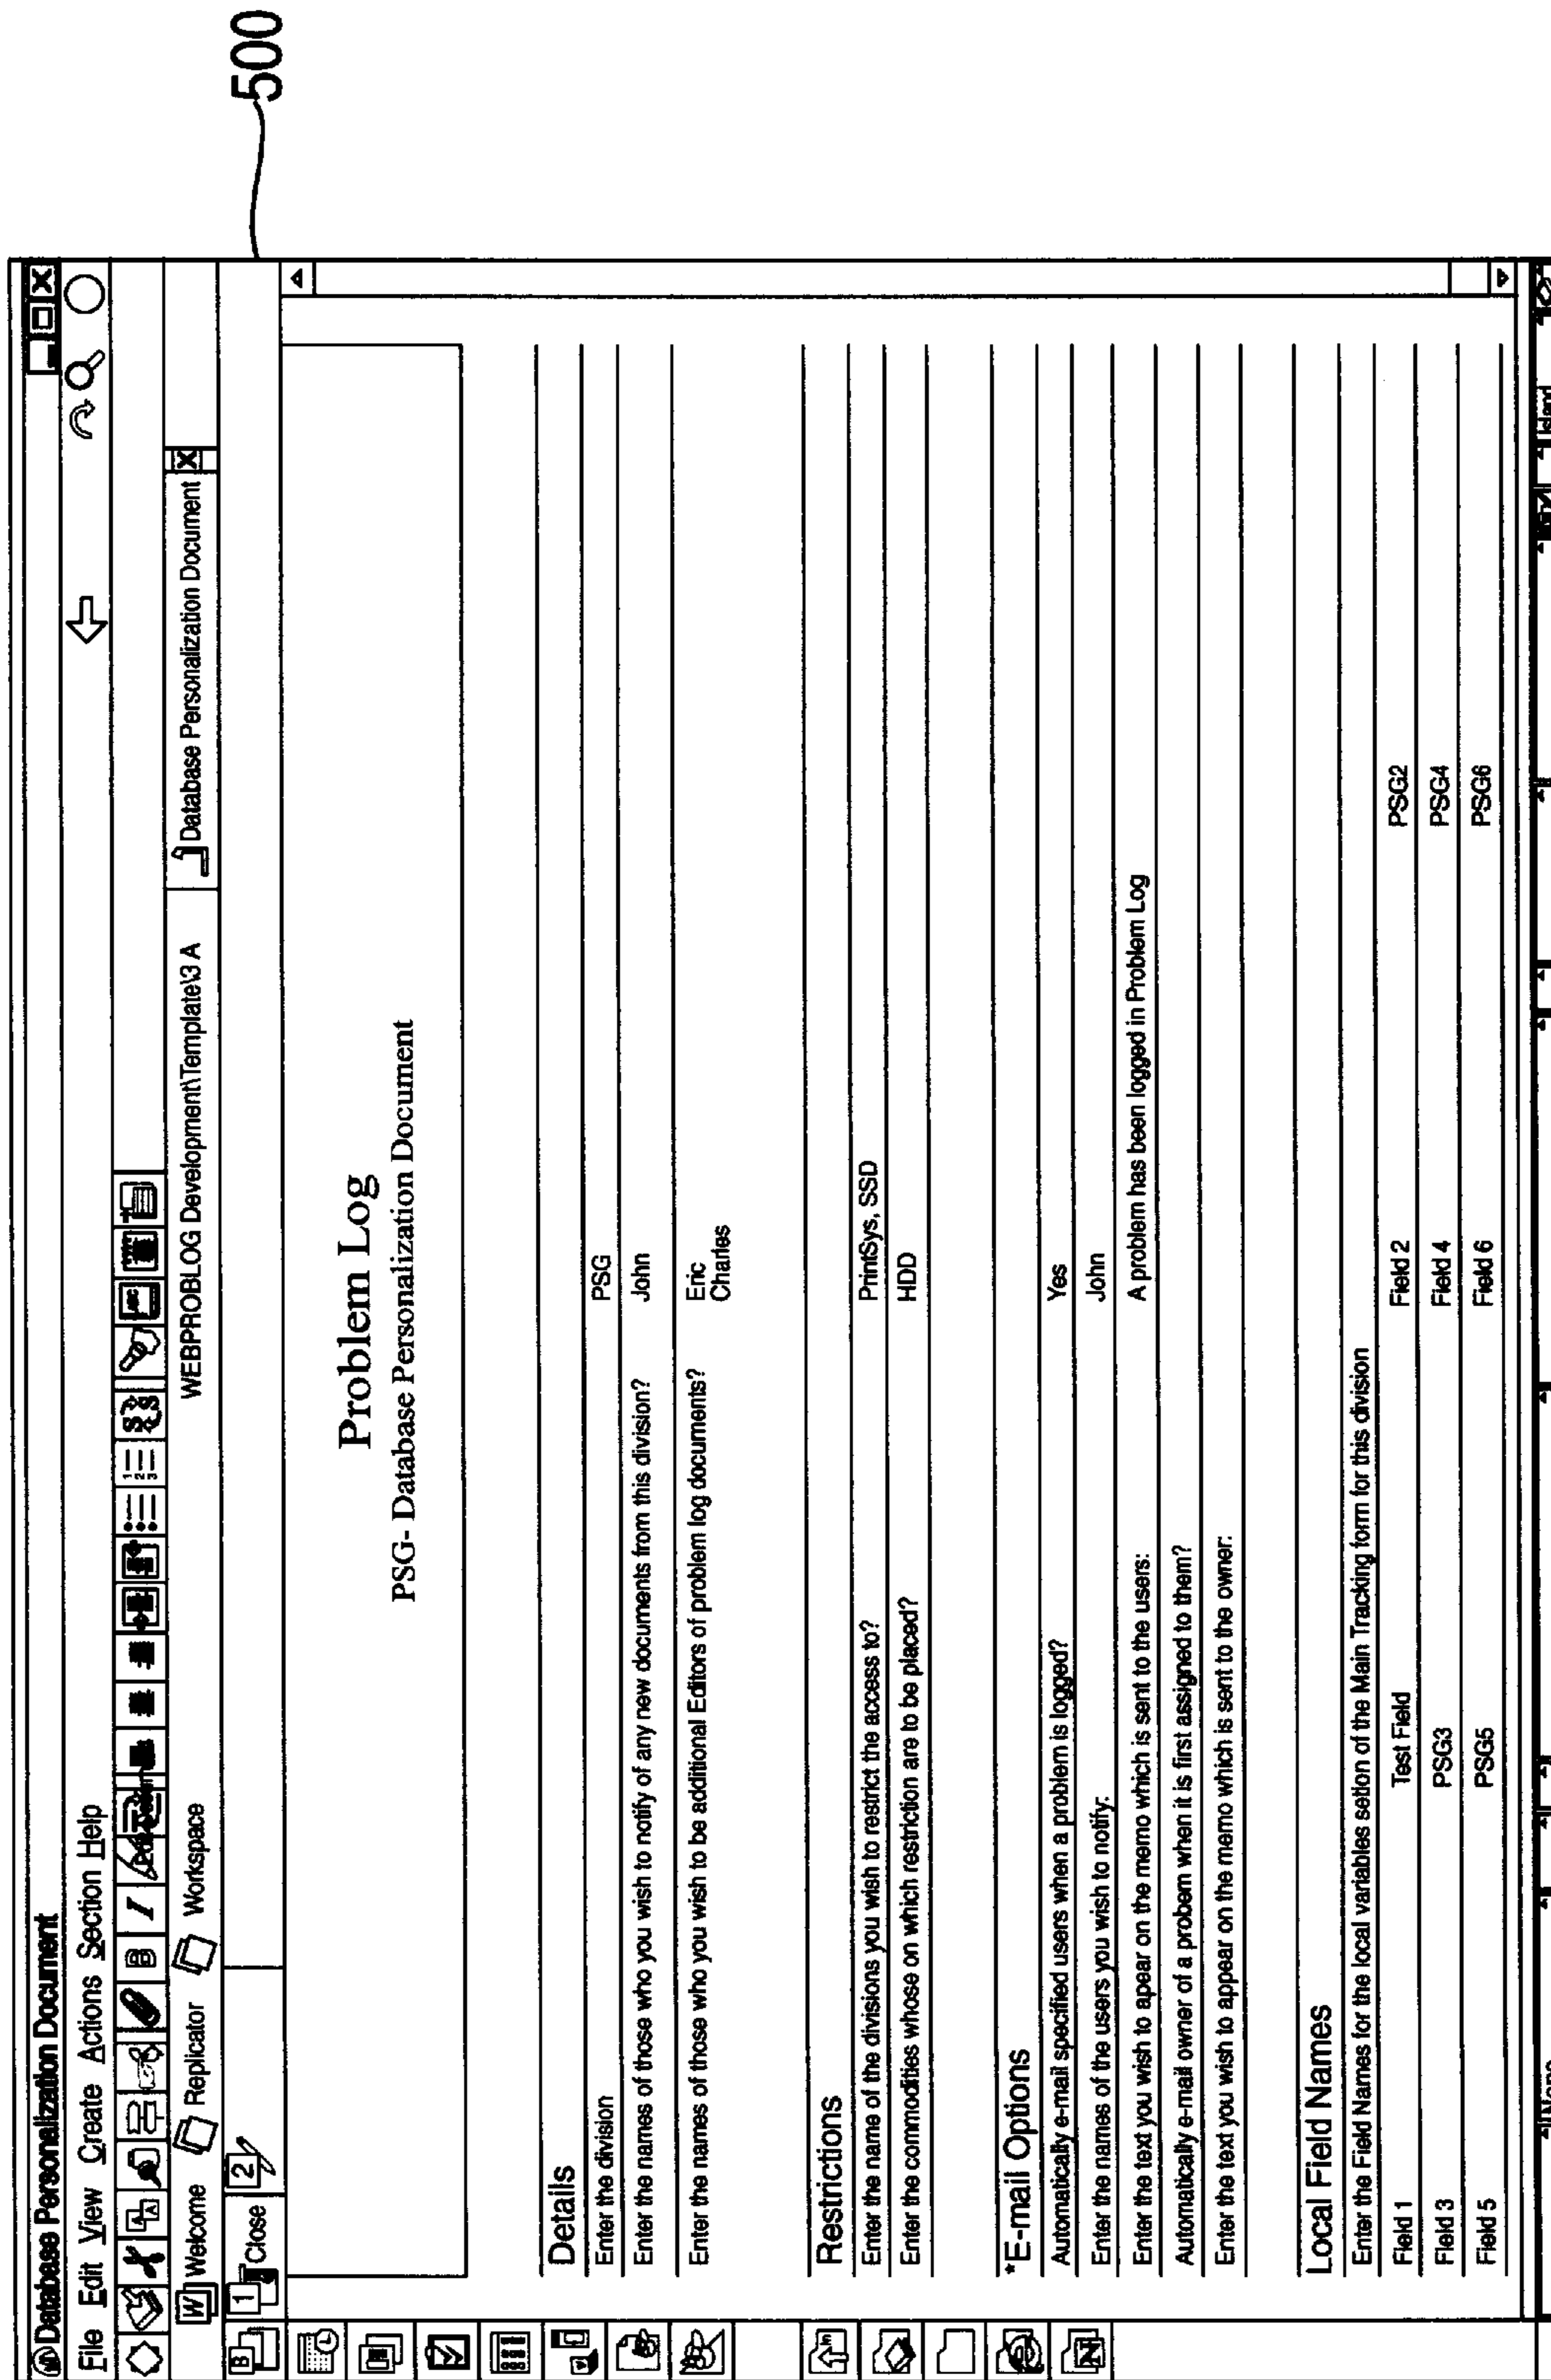 500
Database Personalization Document
File Edit View Create Actions Section Help
Welcome Replicator Workspace WEBPROBLOG Development\Template\3 A Database Personalization Document
1 Close 2
Problem Log
PSG- Database Personalization Document
Details
Enter the division PSG
Enter the names of those who you wish to notify of any new documents from this division? John
Enter the names of those who you wish to be additional Editors of problem log documents? Eric
Charles
Restrictions
Enter the name of the divisions you wish to restrict the access to? PrintSys, SSD
Enter the commodities whose on which restriction are to be placed? HDD
*E-mail Options
Automatically e-mail specified users when a problem is logged? Yes
Enter the names of the users you wish to notify: John
Enter the text you wish to apear on the memo which is sent to the users: A problem has been logged in Problem Log
Automatically e-mail owner of a probem when it is first assigned to them?
Enter the text you wish to appear on the memo which is sent to the owner:
Local Field Names
Enter the Field Names for the local variables setion of the Main Tracking form for this division
Field 1 Test Field Field 2 PSG2
Field 3 PSG3 Field 4 PSG4
Field 5 PSG5 Field 6 PSG6